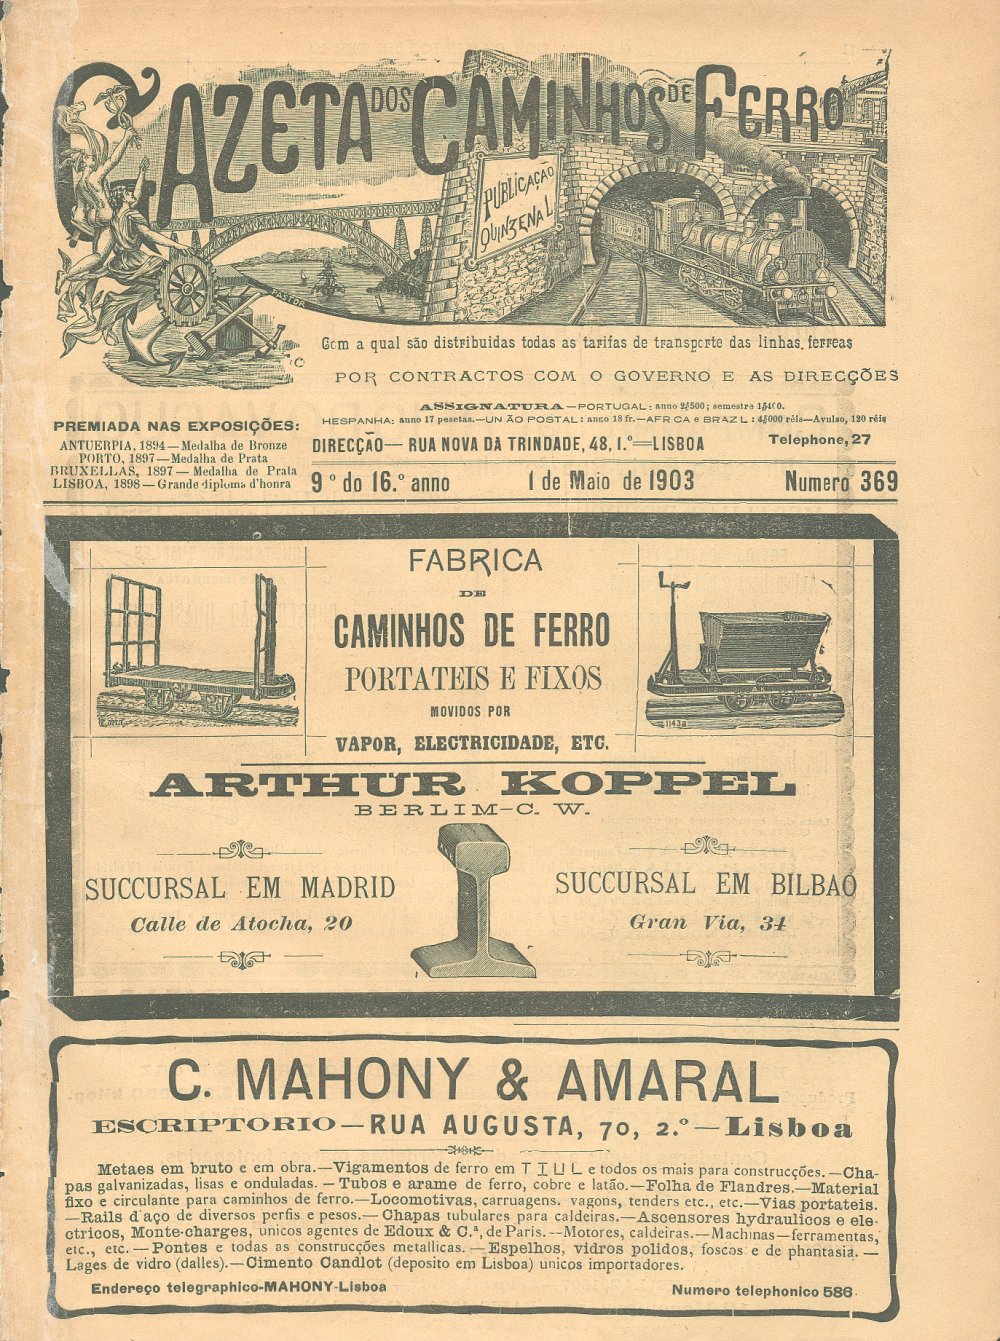 GAZETA DOS CAMINHOS DE FERRO
PUBLICAÇÃO
QUINZENAL
PASTOR
Com a qual são distribuidas todas as tarifas de transporte das linhas ferreas
POR CONTRACTOS COM O GOVERNO E AS DIRECÇÕES
PREMIADA NAS EXPOSIÇÕES:
ANTUERPIA, 1894—Medalha de Bronze
PORTO, 1897—Medalha de Prata
BRUXELLAS, 1897—Medalha de Prata
LISBOA, 1898—Grande diploma d'honra
ASSIGNATURA—PORTUGAL: anno 2$500; semestre 1$400.
HESPANHA: anno 17 pesetas.—UNIÃO POSTAL: anno 18 fr.—AFRICA e BRAZIL: 4$000 réis—Avulso, 120 réis
DIRECÇÃO—RUA NOVA DA TRINDADE, 48, 1.º—LISBOA Telephone, 27
9º do 16.º anno 1 de Maio de 1903 Numero 369
FABRICA
DE
CAMINHOS DE FERRO
PORTATEIS E FIXOS
MOVIDOS POR
VAPOR, ELECTRICIDADE, ETC.
1143a
ARTHUR KOPPEL
BERLIM—C. W.
SUCCURSAL EM MADRID
Calle de Atocha, 20
SUCCURSAL EM BILBAO
Gran Via, 34
C. MAHONY & AMARAL
ESCRIPTORIO—RUA AUGUSTA, 70, 2.º—Lisboa
Metaes em bruto e em obra.—Vigamentos de ferro em T I U L e todos os mais para construcções.—Cha-
pas galvanizadas, lisas e onduladas.—Tubos e arame de ferro, cobre e latão.—Folha de Flandres.—Material
fixo e circulante para caminhos de ferro.—Locomotivas, carruagens, vagons, tenders etc., etc.—Vias portateis.
—Rails d'aço de diversos perfis e pesos.—Chapas tubulares para caldeiras.—Ascensores hydraulicos e ele-
ctricos, Monte-charges, unicos agentes de Edoux & C.ª, de Paris.—Motores, caldeiras.—Machinas—ferramentas,
etc., etc.—Pontes e todas as construcções metallicas.—Espelhos, vidros polidos, foscos e de phantasia.—
Lages de vidro (dalles).—Cimento Candlot (deposito em Lisboa) unicos importadores.
Endereço telegraphico-MAHONY-Lisboa Numero telephonico 586